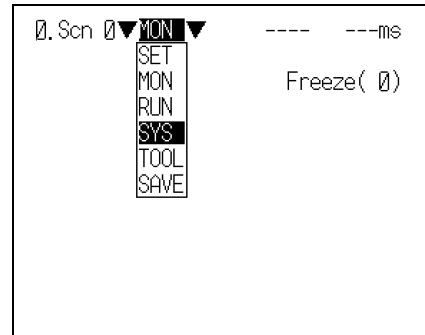 0.Scn 0▼MON ▼ ---- ---ms
SET
MON Freeze( 0)
RUN
SYS
TOOL
SAVE